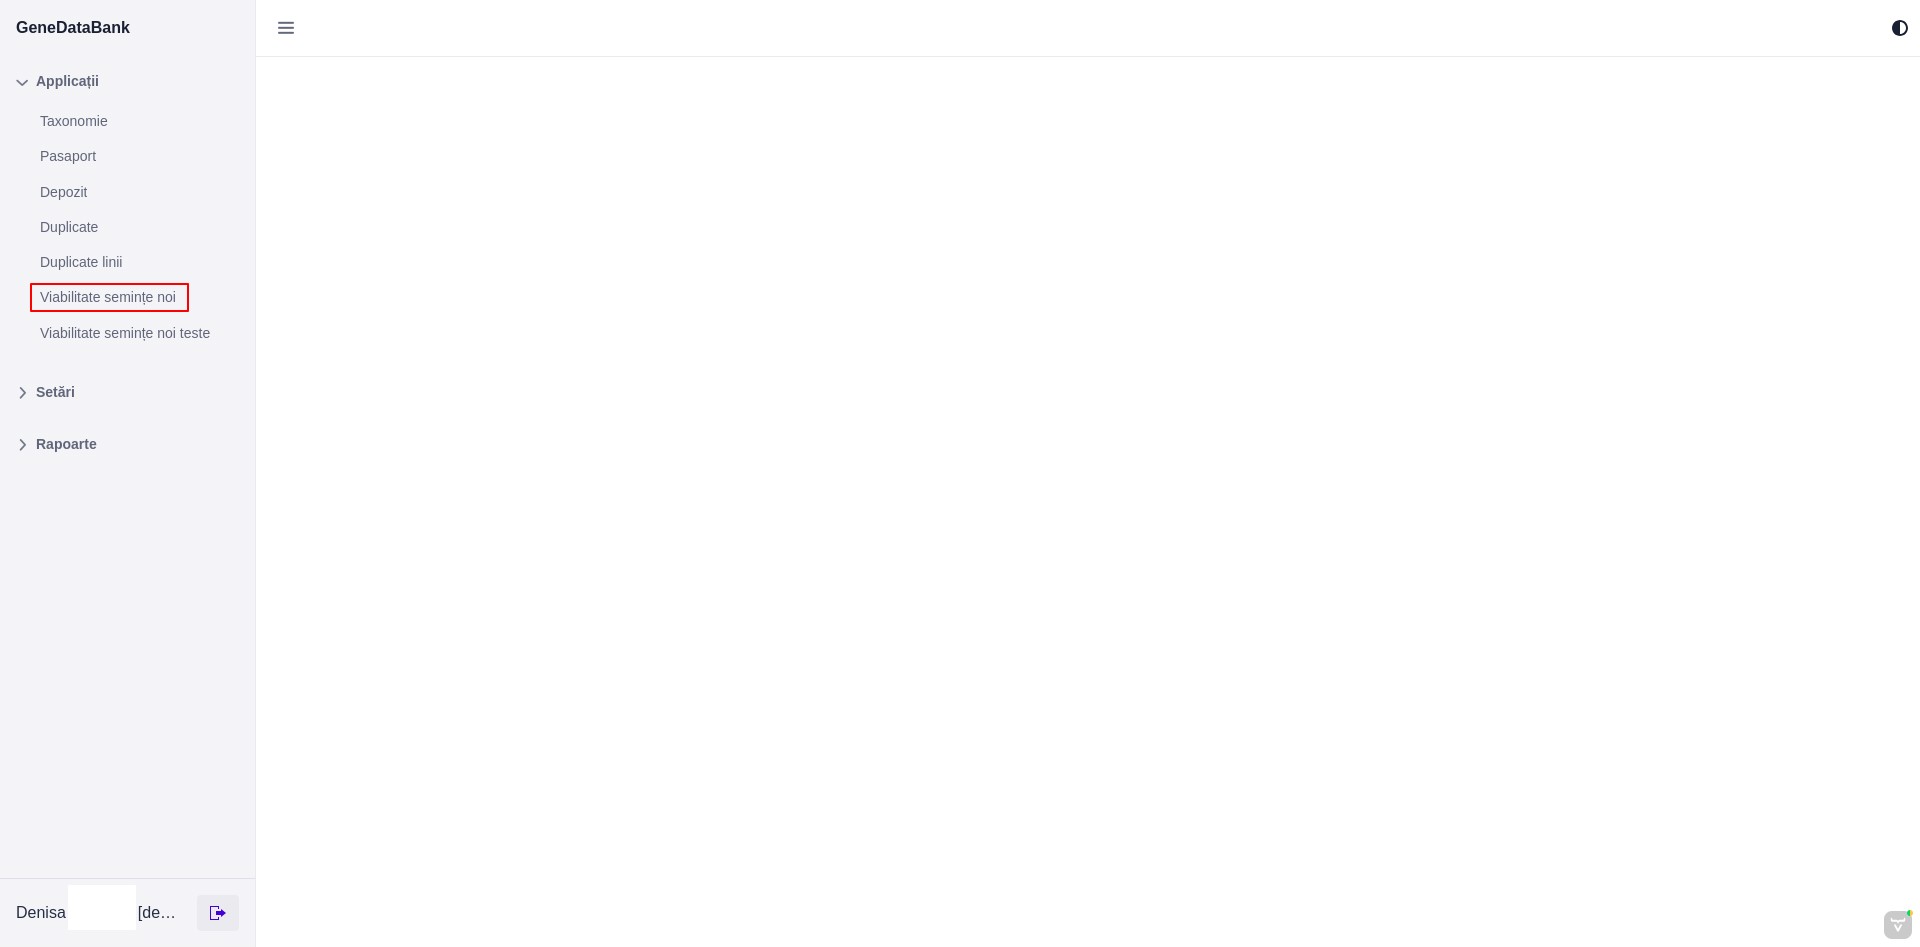 GeneDataBank
Applicații
Taxonomie
Pasaport
Depozit
Duplicate
Duplicate linii
Viabilitate semințe noi
Viabilitate semințe noi teste
Setări
Rapoarte
Denisa [de…